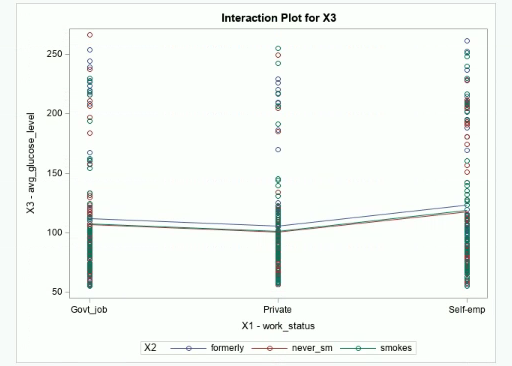 Interaction Plot for X3
250
200
150
100
50
X3 - avg_glucose_level
Govt_job Private Self-emp
X1 - work_status
X2 formerly never_sm smokes